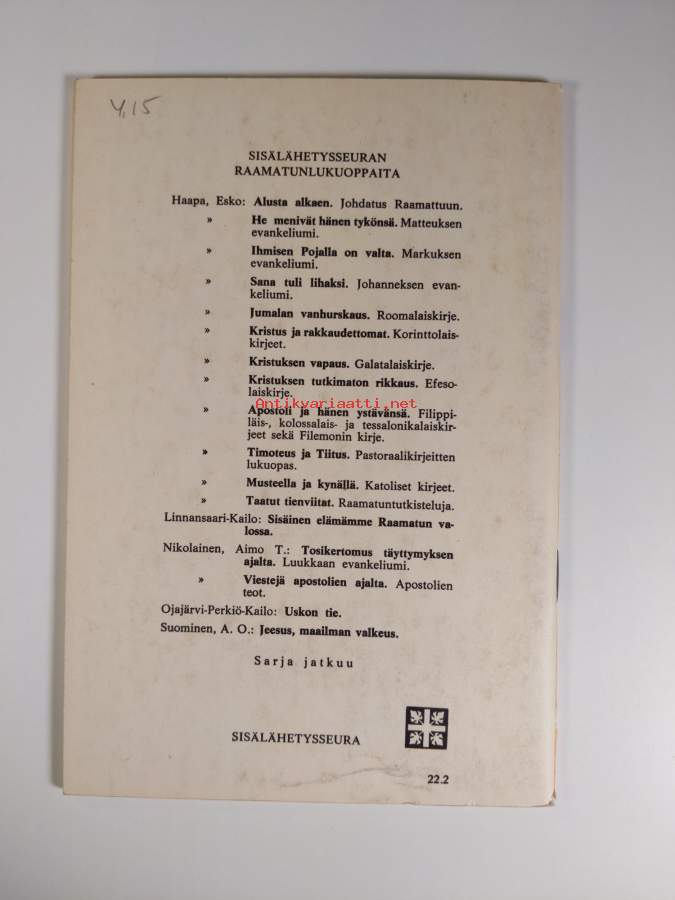 4,15
SISÄLÄHETYSSEURAN
RAAMATUNLUKUOPPAITA
Haapa, Esko: Alusta alkaen. Johdatus Raamattuun.
» He menivät hänen tykönsä. Matteuksen
evankeliumi.
» Ihmisen Pojalla on valta. Markuksen
evankeliumi.
» Sana tuli lihaksi. Johanneksen evan-
keliumi.
» Jumalan vanhurskaus. Roomalaiskirje.
» Kristus ja rakkaudettomat. Korinttolais-
kirjeet.
» Kristuksen vapaus. Galatalaiskirje.
» Kristuksen tutkimaton rikkaus. Efeso-
laiskirje.
Antikvariaatti.net
» Apostoli ja hänen ystävänsä. Filippi-
läis-, kolossalais- ja tessalonikalaiskir-
jeet sekä Filemonin kirje.
» Timoteus ja Tiitus. Pastoraalikirjeitten
lukuopas.
» Musteella ja kynällä. Katoliset kirjeet.
» Taatut tienviitat. Raamatuntutkisteluja.
Linnansaari-Kailo: Sisäinen elämämme Raamatun va-
lossa.
Nikolainen, Aimo T.: Tosikertomus täyttymyksen
ajalta. Luukkaan evankeliumi.
» Viestejä apostolien ajalta. Apostolien
teot.
Ojajärvi-Perkiö-Kailo: Uskon tie.
Suominen, A. O.: Jeesus, maailman valkeus.
Sarja jatkuu
SISÄLÄHETYSSEURA
22.2